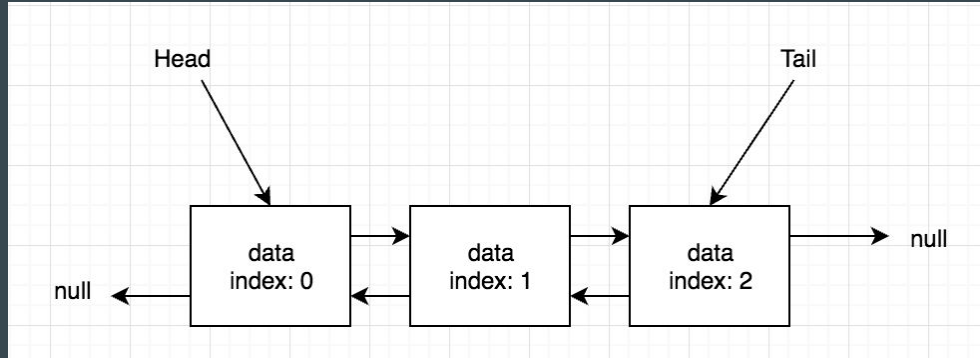 Head
Tail
data
index: 0
data
index: 1
data
index: 2
null
null